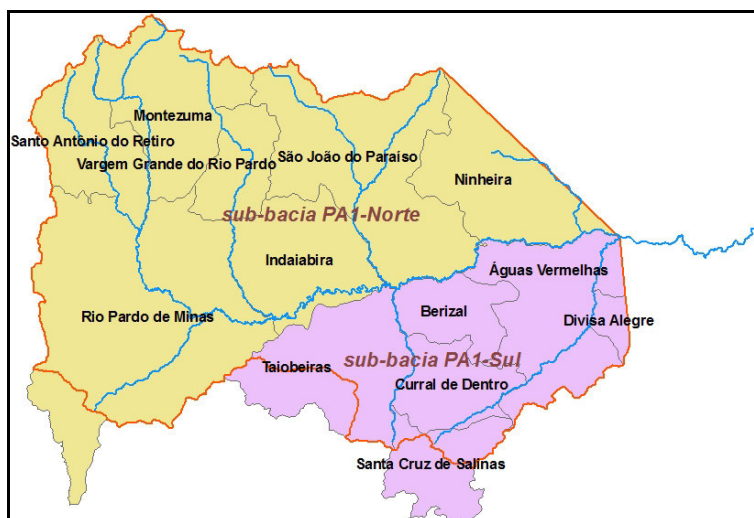 Montezuma
Santo Antônio do Retiro
Vargem Grande do Rio Pardo
São João do Paraiso
Ninheira
sub-bacia PA1-Norte
Indaiabira
Águas Vermelhas
Rio Pardo de Minas
Berizal
Divisa Alegre
sub-bacia PA1-Sul
Taiobeiras
Curral de Dentro
Santa Cruz de Salinas